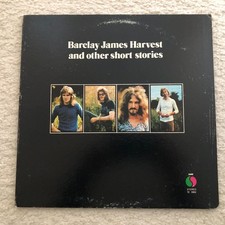 Barclay James Harvest
and other short stories